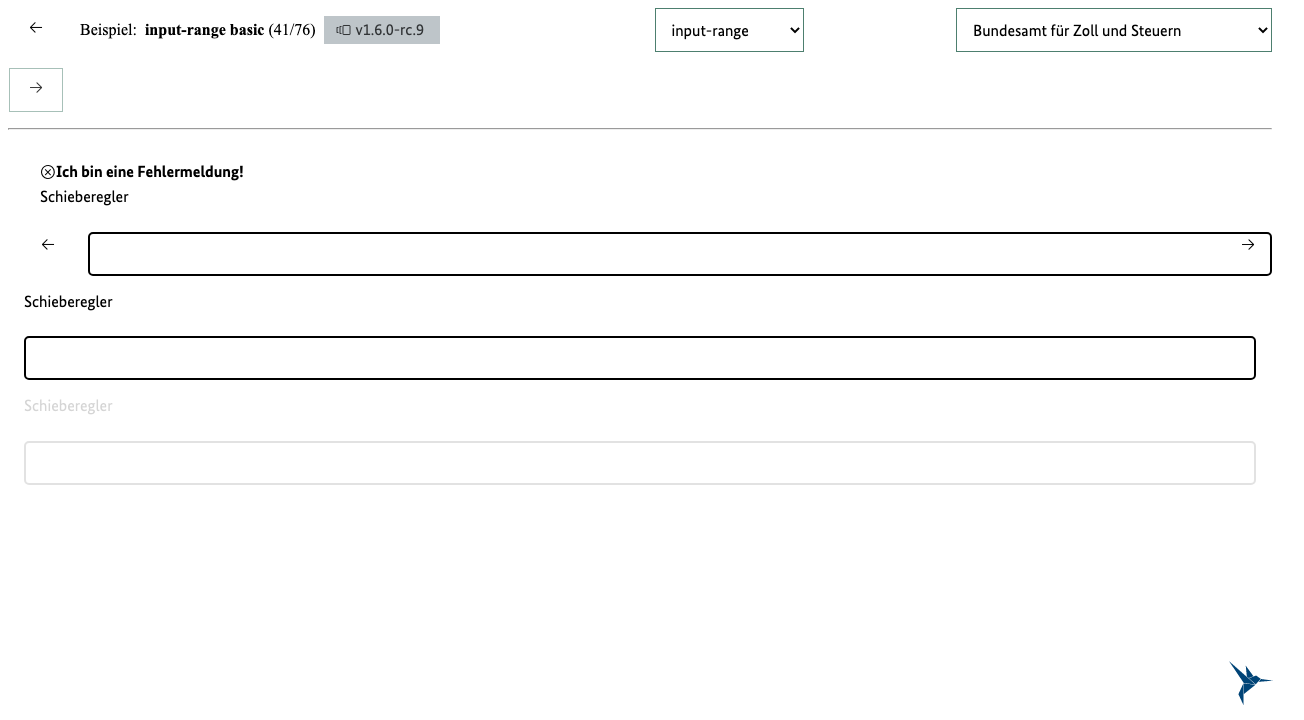 Beispiel: input-range basic (41/76) v1.6.0-rc.9 input-range Bundesamt für Zoll und Steuern
Ich bin eine Fehlermeldung!
Schieberegler
Schieberegler
Schieberegler